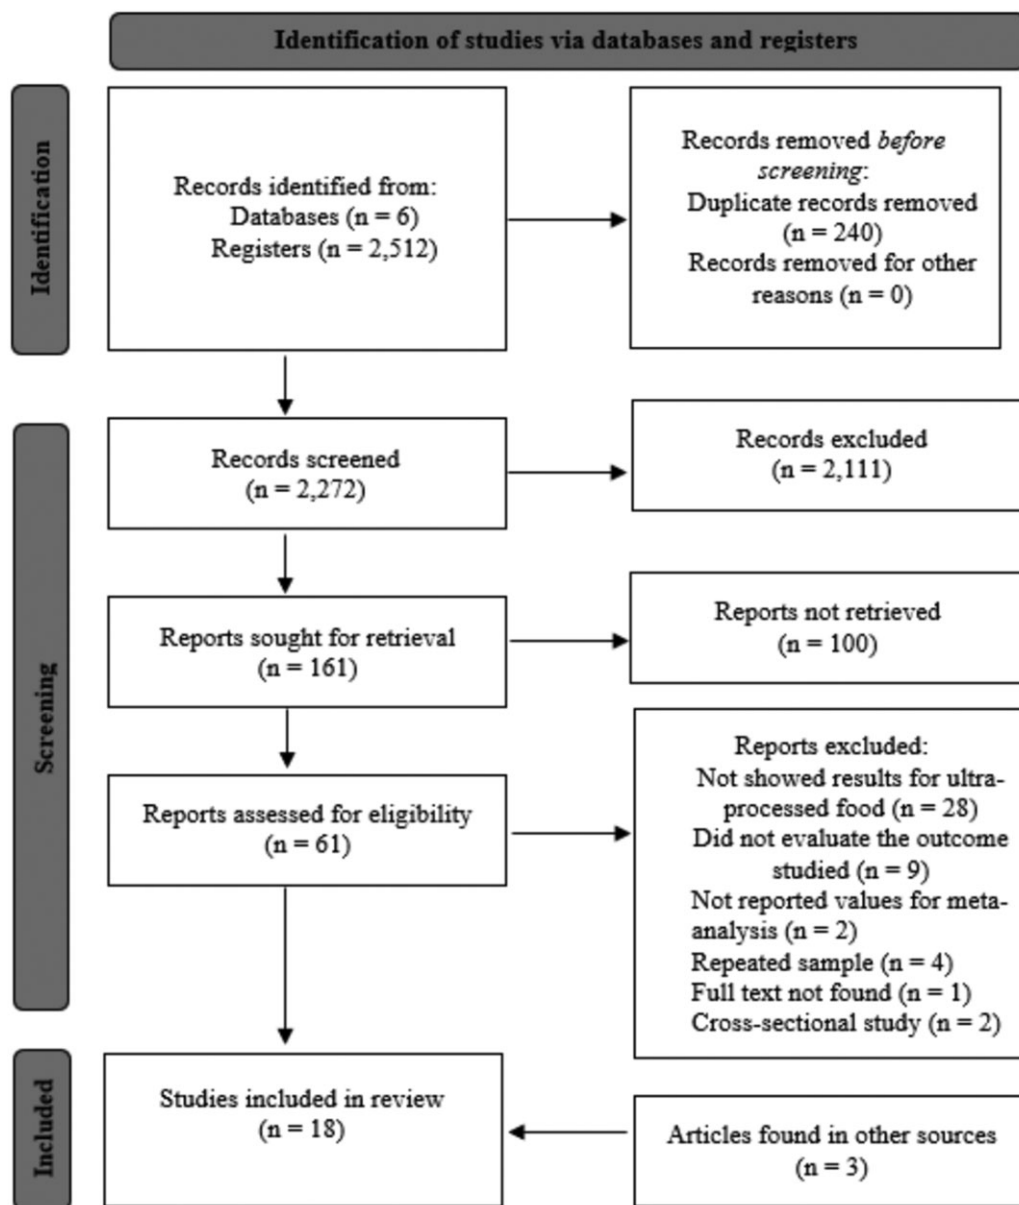 Identification of studies via databases and registers
Identification
Records identified from:
Databases (n = 6)
Registers (n = 2,512)
Records removed before
screening:
Duplicate records removed
(n = 240)
Records removed for other
reasons (n = 0)
Screening
Records screened
(n = 2,272)
Records excluded
(n = 2,111)
Reports sought for retrieval
(n = 161)
Reports not retrieved
(n = 100)
Reports assessed for eligibility
(n = 61)
Reports excluded:
Not showed results for ultra-
processed food (n = 28)
Did not evaluate the outcome
studied (n = 9)
Not reported values for meta-
analysis (n = 2)
Repeated sample (n = 4)
Full text not found (n = 1)
Cross-sectional study (n = 2)
Included
Studies included in review
(n = 18)
Articles found in other sources
(n = 3)